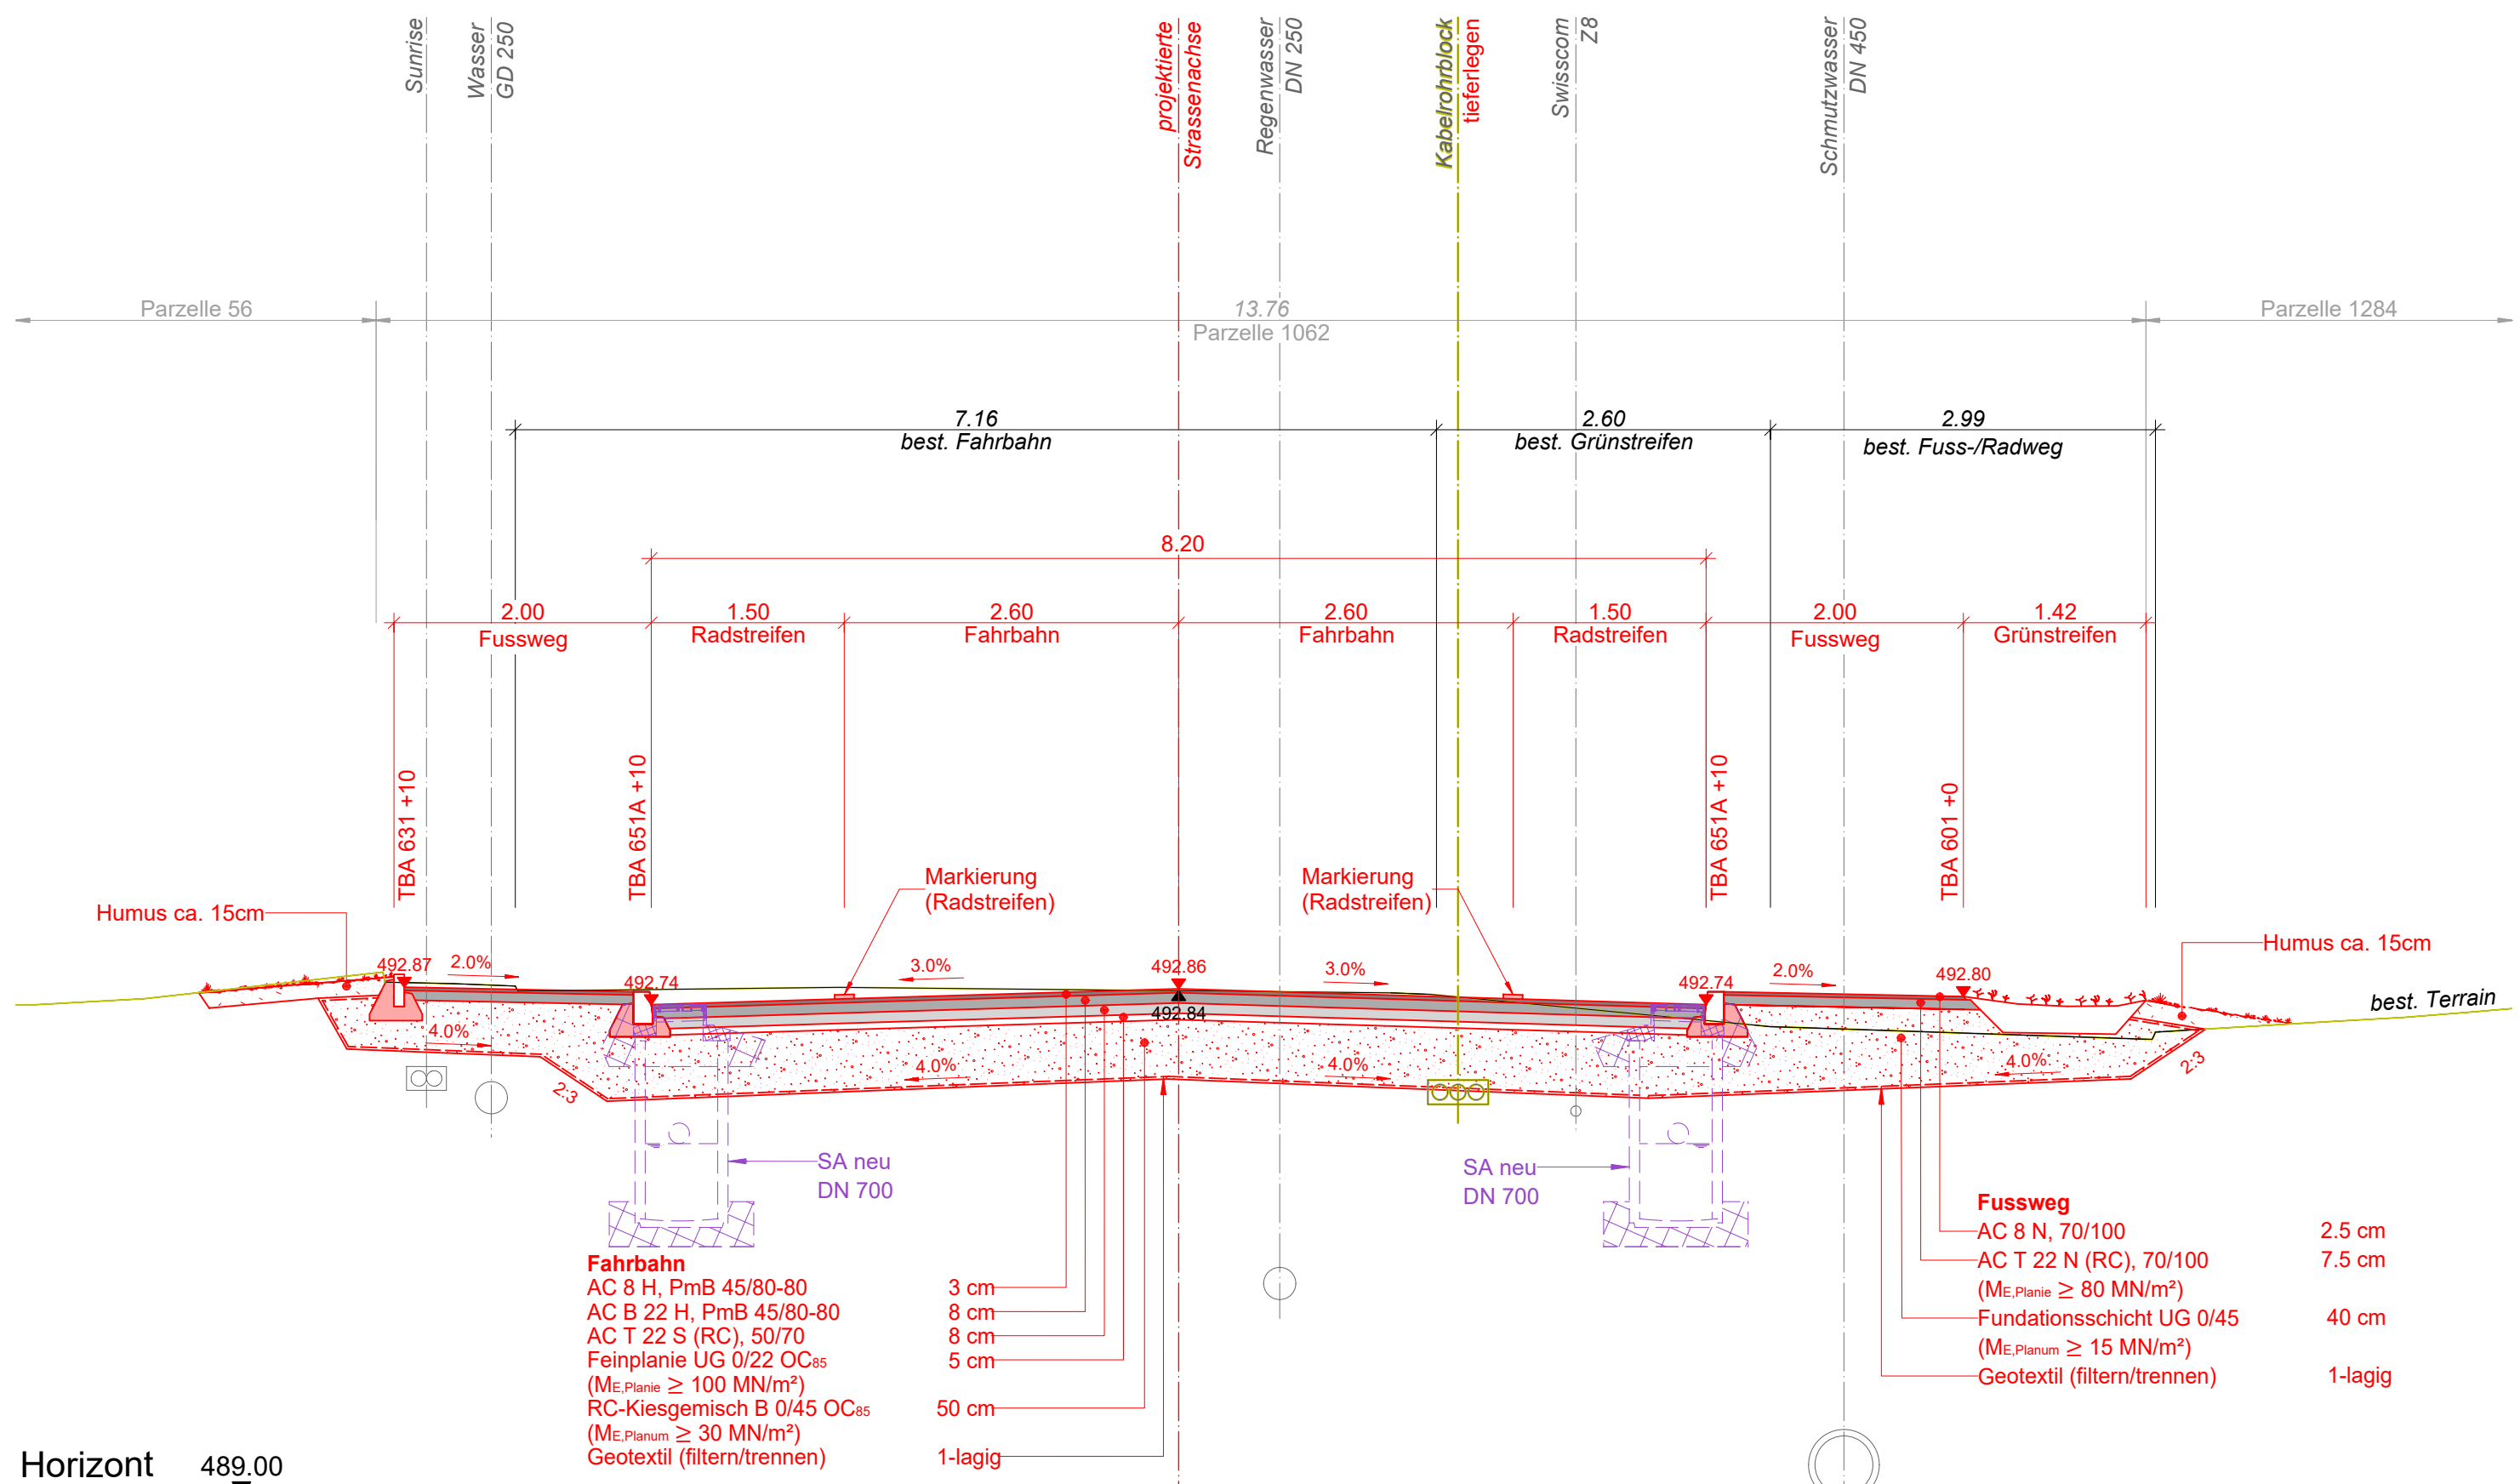 Sunrise
Wasser
GD 250
projektierte
Strassenachse
Regenwasser
DN 250
Kabelrohrblock
tieferlegen
Swisscom
Z8
Schmutzwasser
DN 450
Parzelle 56
13.76
Parzelle 1062
Parzelle 1284
7.16
best. Fahrbahn
2.60
best. Grünstreifen
2.99
best. Fuss-/Radweg
8.20
2.00
Fussweg
1.50
Radstreifen
2.60
Fahrbahn
2.60
Fahrbahn
1.50
Radstreifen
2.00
Fussweg
1.42
Grünstreifen
TBA 631 +10
TBA 651A +10
TBA 651A +10
TBA 601 +0
Markierung
(Radstreifen)
Markierung
(Radstreifen)
Humus ca. 15cm
Humus ca. 15cm
492.87
2.0%
492.74
3.0%
492.86
3.0%
492.74
2.0%
492.80
492.84
best. Terrain
4.0%
2:3
4.0%
4.0%
4.0%
2:3
SA neu
DN 700
SA neu
DN 700
Fahrbahn
AC 8 H, PmB 45/80-80 3 cm
AC B 22 H, PmB 45/80-80 8 cm
AC T 22 S (RC), 50/70 8 cm
Feinplanie UG 0/22 OC85 5 cm
(ME,Planie ≥ 100 MN/m²)
RC-Kiesgemisch B 0/45 OC85 50 cm
(ME,Planum ≥ 30 MN/m²)
Geotextil (filtern/trennen) 1-lagig
Fussweg
AC 8 N, 70/100 2.5 cm
AC T 22 N (RC), 70/100 7.5 cm
(ME,Planie ≥ 80 MN/m²)
Fundationsschicht UG 0/45 40 cm
(ME,Planum ≥ 15 MN/m²)
Geotextil (filtern/trennen) 1-lagig
Horizont 489.00